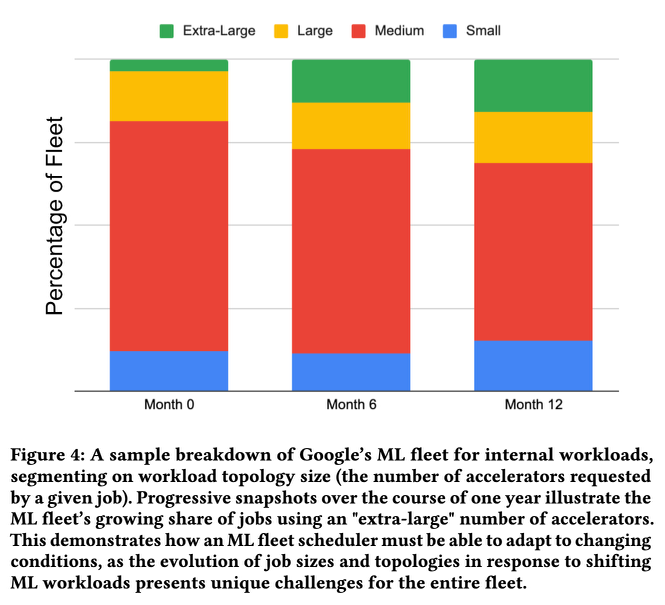 Extra-Large Large Medium Small
Percentage of Fleet
Month 0 Month 6 Month 12
Figure 4: A sample breakdown of Google's ML fleet for internal workloads,
segmenting on workload topology size (the number of accelerators requested
by a given job). Progressive snapshots over the course of one year illustrate the
ML fleet's growing share of jobs using an "extra-large" number of accelerators.
This demonstrates how an ML fleet scheduler must be able to adapt to changing
conditions, as the evolution of job sizes and topologies in response to shifting
ML workloads presents unique challenges for the entire fleet.